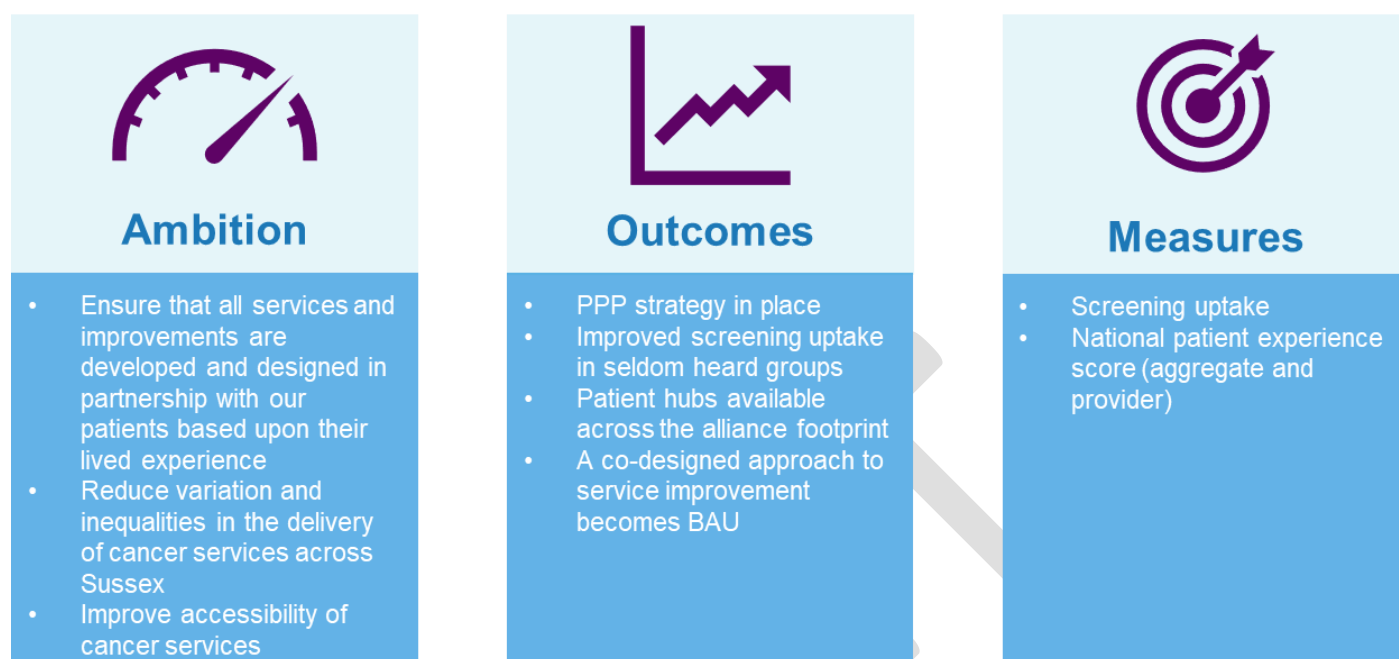 Ambition
• Ensure that all services and
improvements are
developed and designed in
partnership with our
patients based upon their
lived experience
• Reduce variation and
inequalities in the delivery
of cancer services across
Sussex
• Improve accessibility of
cancer services
Outcomes
• PPP strategy in place
• Improved screening uptake
in seldom heard groups
• Patient hubs available
across the alliance footprint
• A co-designed approach to
service improvement
becomes BAU
Measures
• Screening uptake
• National patient experience
score (aggregate and
provider)